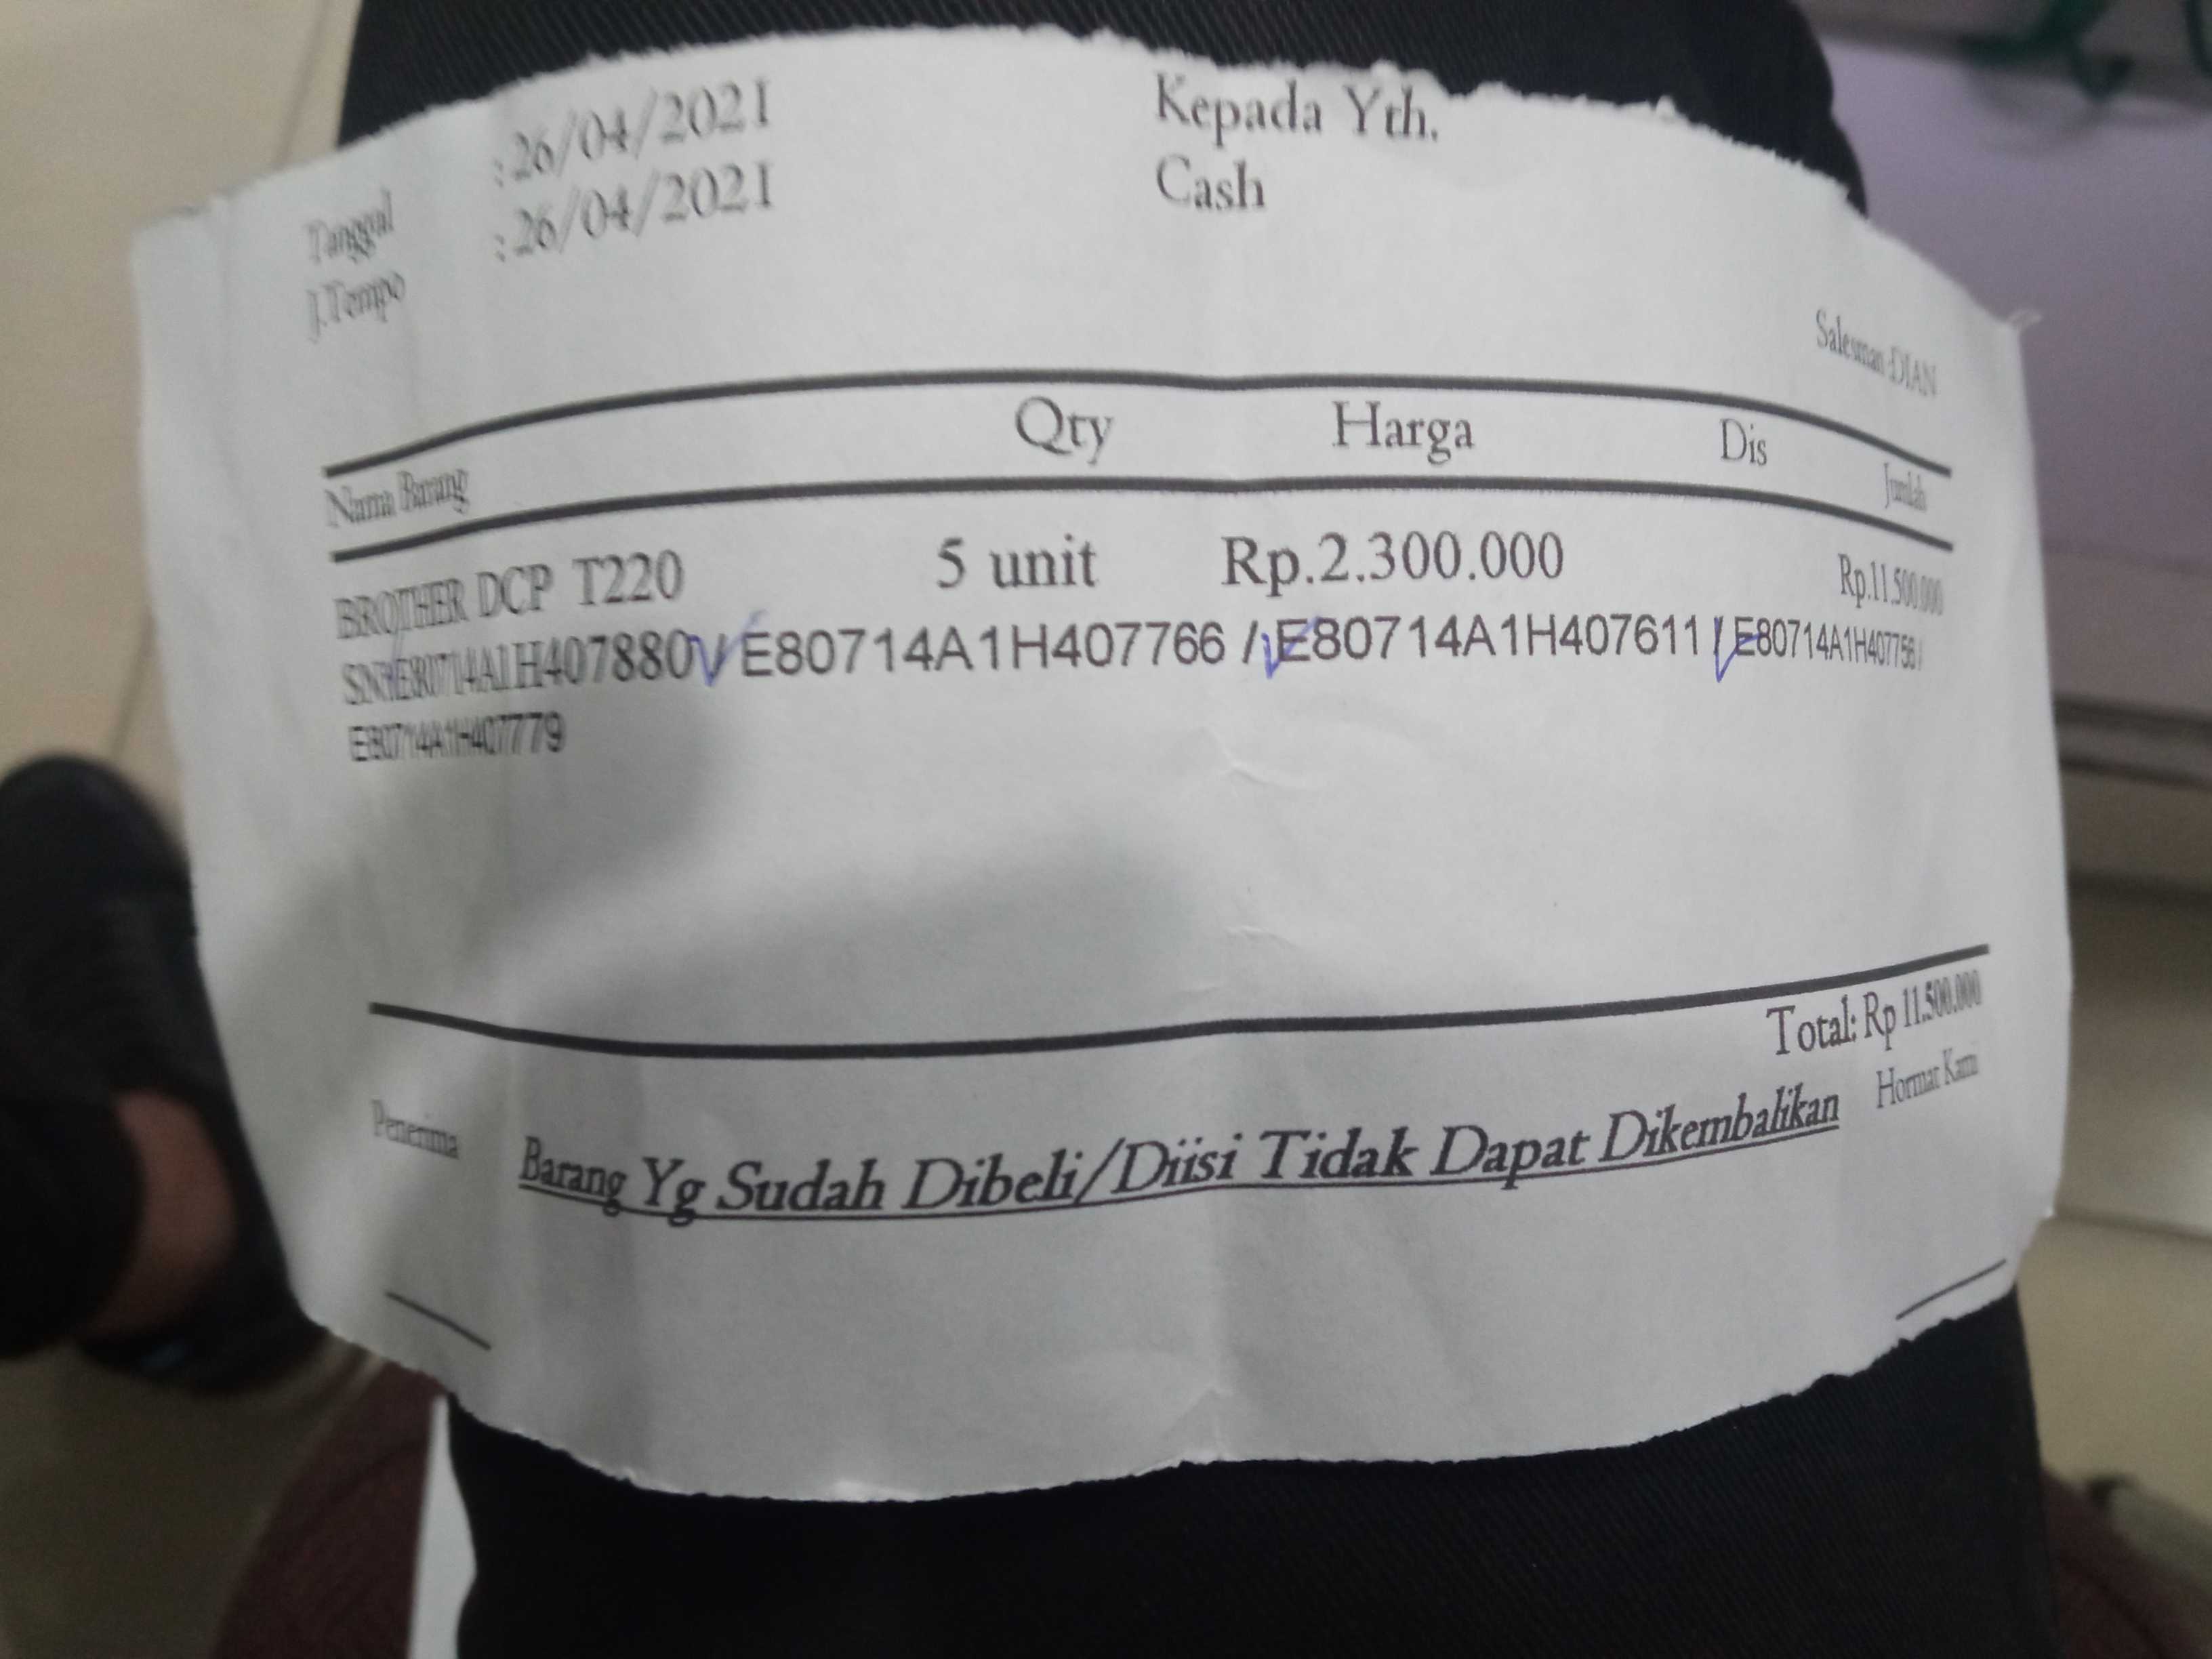 Tanggal : 26/04/2021 Kepada Yth.
J.Tempo : 26/04/2021 Cash
Salesman :DIAN
Nama Barang Qty Harga Dis Jumlah
BROTHER DCP T220 5 unit Rp.2.300.000 Rp.11.500.000
SN:E80714A1H407880 / E80714A1H407766 / E80714A1H407611 / E80714A1H407756 /
E80714A1H407779
Total: Rp 11.500.000
Penerima Barang Yg Sudah Dibeli/Diisi Tidak Dapat Dikembalikan Hormat Kami